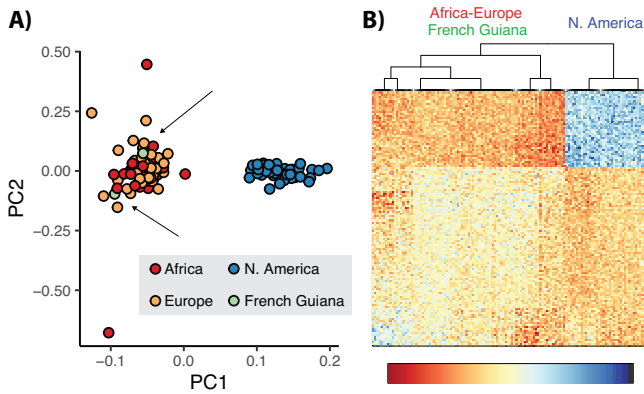 A)
PC2
0.50
0.25
0.00
−0.25
−0.50
−0.1
0.0
0.1
0.2
PC1
Africa
N. America
Europe
French Guiana
B)
Africa-Europe
French Guiana
N. America